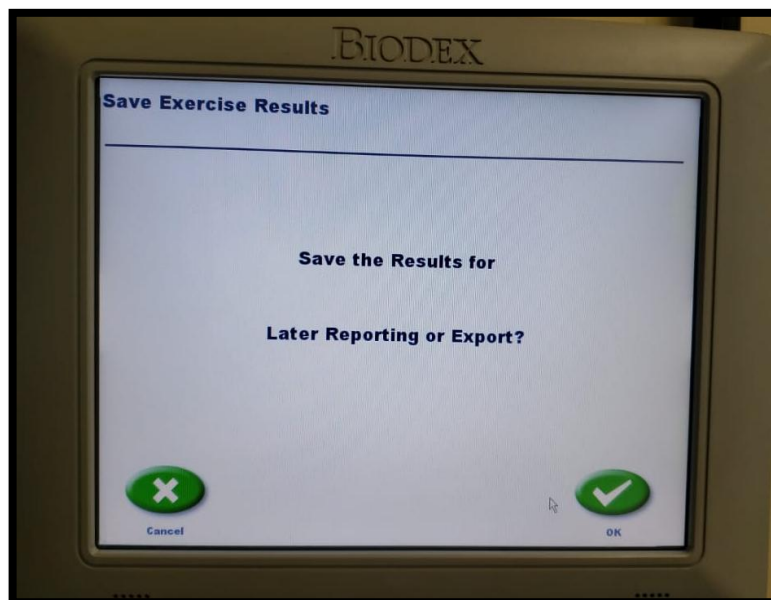 BIODEX
Save Exercise Results
Save the Results for
Later Reporting or Export?
Cancel
OK